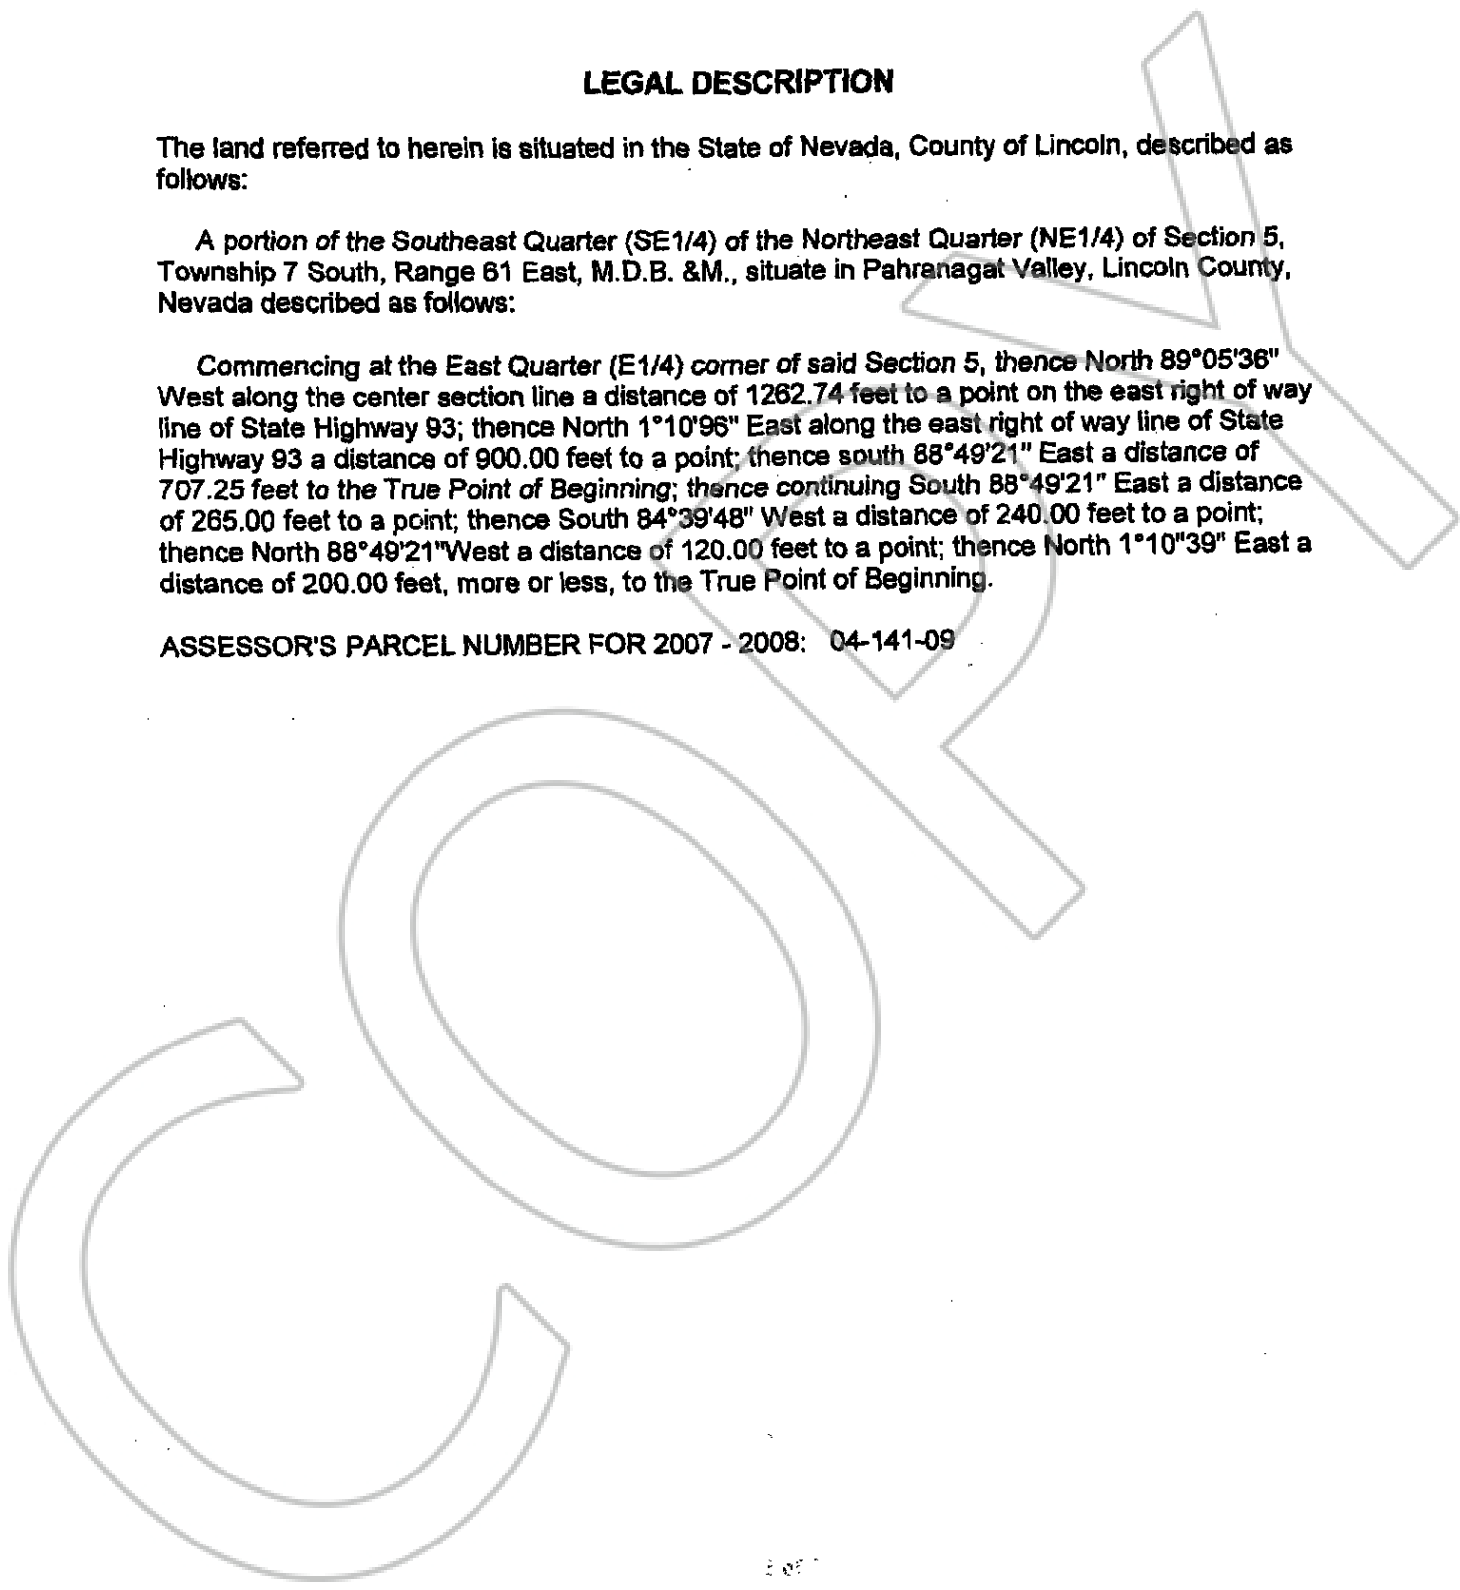 LEGAL DESCRIPTION
The land referred to herein is situated in the State of Nevada, County of Lincoln, described as
follows:
A portion of the Southeast Quarter (SE1/4) of the Northeast Quarter (NE1/4) of Section 5,
Township 7 South, Range 61 East, M.D.B. &M., situate in Pahranagat Valley, Lincoln County,
Nevada described as follows:
Commencing at the East Quarter (E1/4) corner of said Section 5, thence North 89°05'36"
West along the center section line a distance of 1262.74 feet to a point on the east right of way
line of State Highway 93; thence North 1°10'96" East along the east right of way line of State
Highway 93 a distance of 900.00 feet to a point; thence south 88°49'21" East a distance of
707.25 feet to the True Point of Beginning; thence continuing South 88°49'21" East a distance
of 265.00 feet to a point; thence South 84°39'48" West a distance of 240.00 feet to a point;
thence North 88°49'21"West a distance of 120.00 feet to a point; thence North 1°10"39" East a
distance of 200.00 feet, more or less, to the True Point of Beginning.
ASSESSOR'S PARCEL NUMBER FOR 2007 - 2008: 04-141-09
COPY